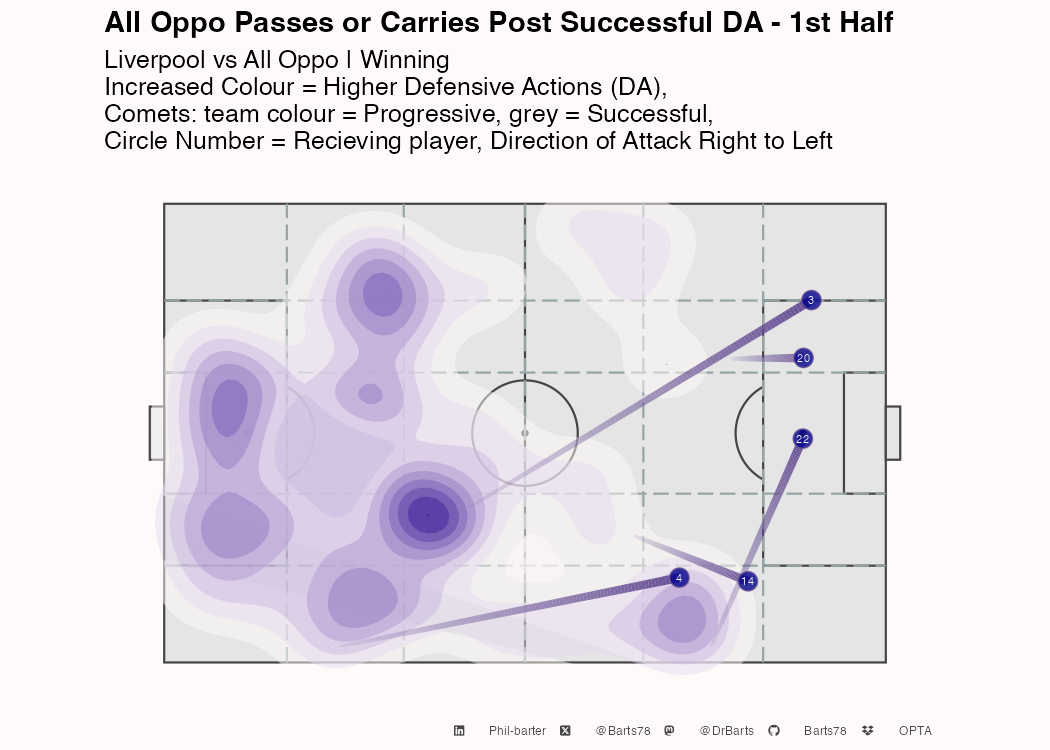 All Oppo Passes or Carries Post Successful DA - 1st Half
Liverpool vs All Oppo | Winning
Increased Colour = Higher Defensive Actions (DA),
Comets: team colour = Progressive, grey = Successful,
Circle Number = Recieving player, Direction of Attack Right to Left
3
20
22
4
14
Phil-barter @Barts78 @DrBarts Barts78 OPTA